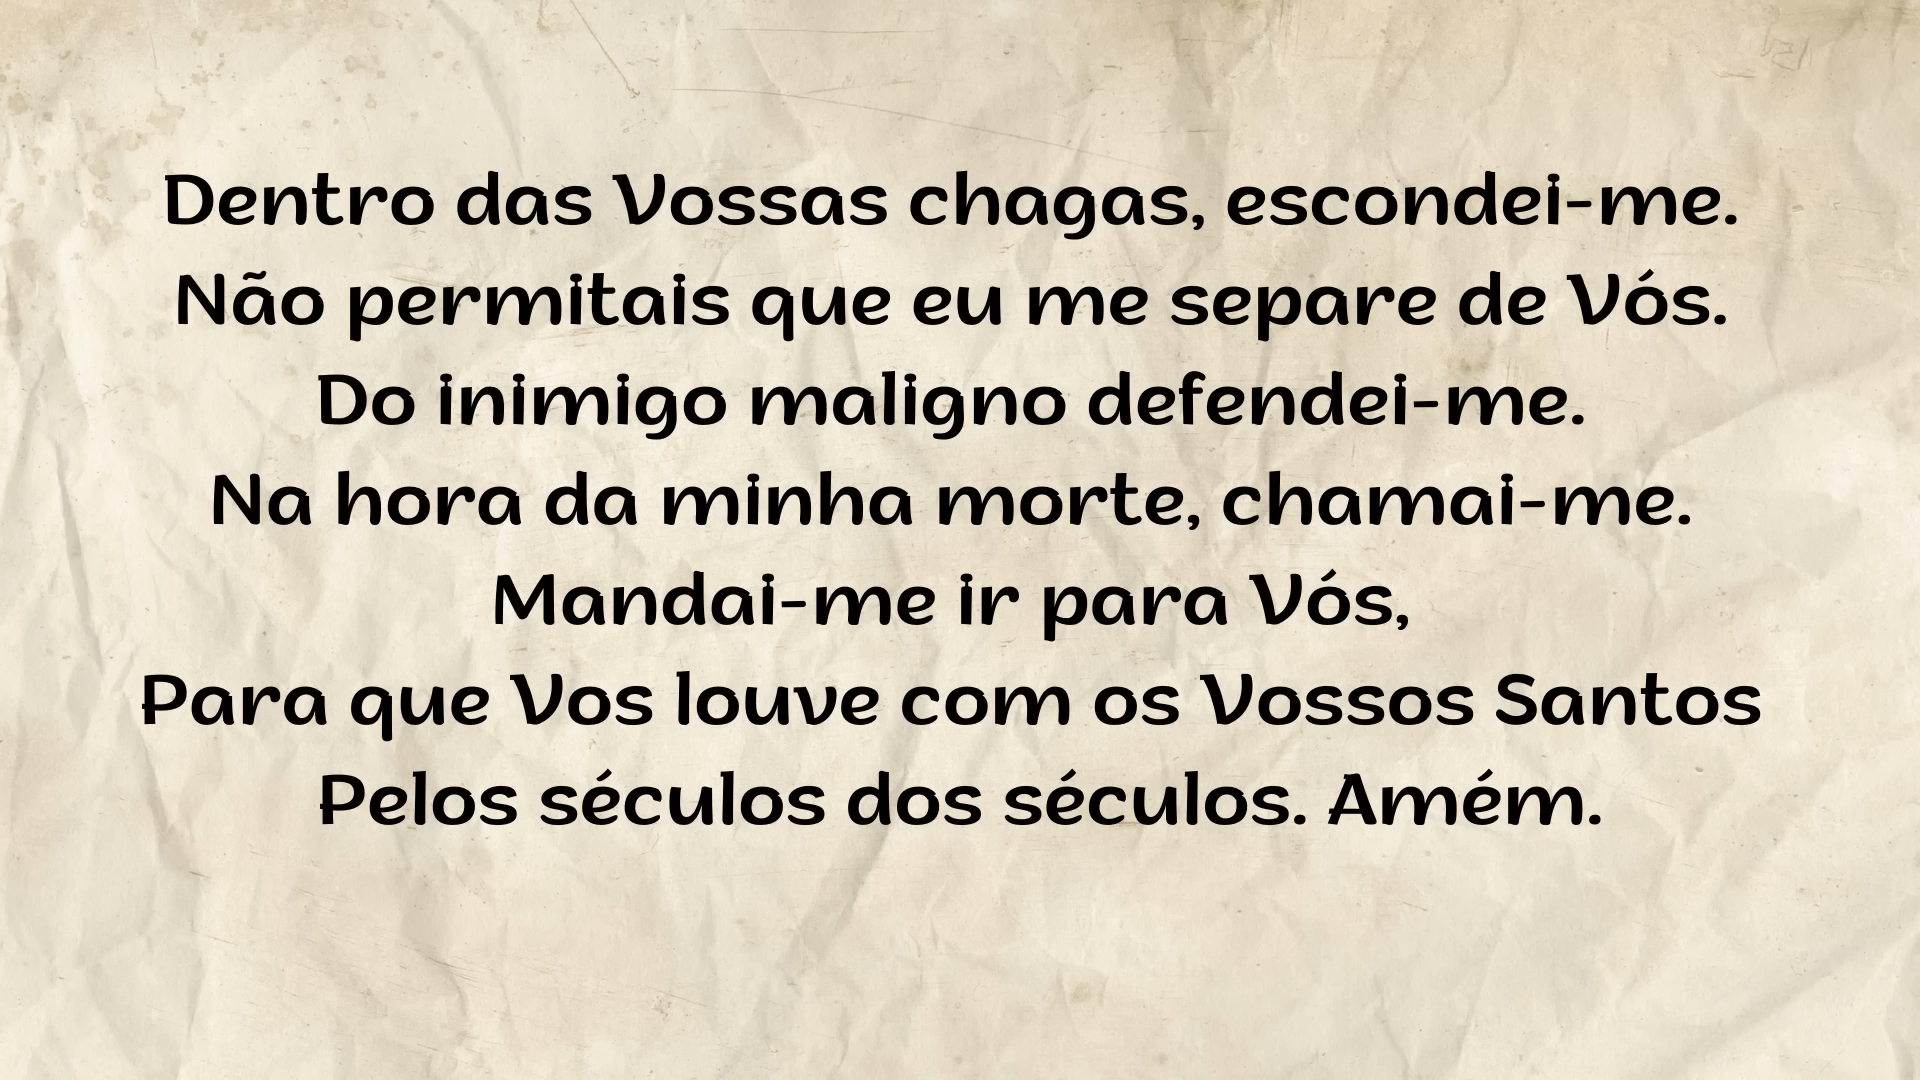 Dentro das Vossas chagas, escondei-me.
Não permitais que eu me separe de Vós.
Do inimigo maligno defendei-me.
Na hora da minha morte, chamai-me.
Mandai-me ir para Vós,
Para que Vos louve com os Vossos Santos
Pelos séculos dos séculos. Amém.